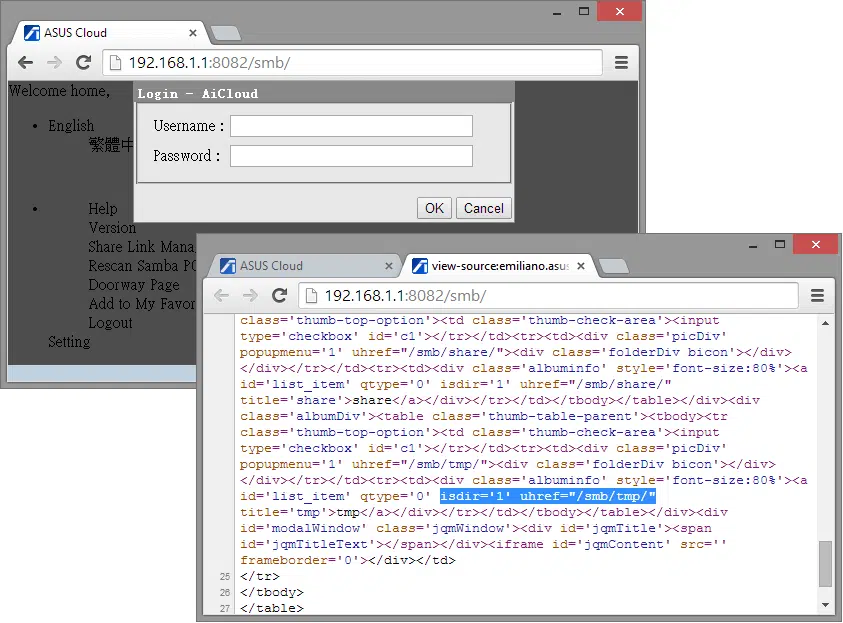 ASUS Cloud
192.168.1.1:8082/smb/
Welcome home,
Login - AiCloud
Username :
Password :
OK Cancel
English
繁體中
Help
Version
Share Link Mana
Rescan Samba PC
Doorway Page
Add to My Favor
Logout
Setting
ASUS Cloud
view-source:emiliano.asus
192.168.1.1:8082/smb/
class='thumb-top-option'><td class='thumb-check-area'><input
type='checkbox' id='c1'></tr></td><tr><td><div class='picDiv'
popupmenu='1' uhref="/smb/share/"><div class='folderDiv bicon'></div>
</div></tr></td><tr><td><div class='albuminfo' style='font-size:80%'><a
id='list_item' qtype='0' isdir='1' uhref="/smb/share/"
title='share'>share</a></div></tr></td></tbody></table></div><div
class='albumDiv'><table class='thumb-table-parent'><tbody><tr
class='thumb-top-option'><td class='thumb-check-area'><input
type='checkbox' id='c1'></tr></td><tr><td><div class='picDiv'
popupmenu='1' uhref="/smb/tmp/"><div class='folderDiv bicon'></div>
</div></tr></td><tr><td><div class='albuminfo' style='font-size:80%'><a
id='list_item' qtype='0' isdir='1' uhref="/smb/tmp/"
title='tmp'>tmp</a></div></tr></td></tbody></table></div><div
id='modalWindow' class='jqmWindow'><div id='jqmTitle'><span
id='jqmTitleText'></span></div><iframe id='jqmContent' src=''
frameborder='0'></div></td>
25 </tr>
26 </tbody>
27 </table>